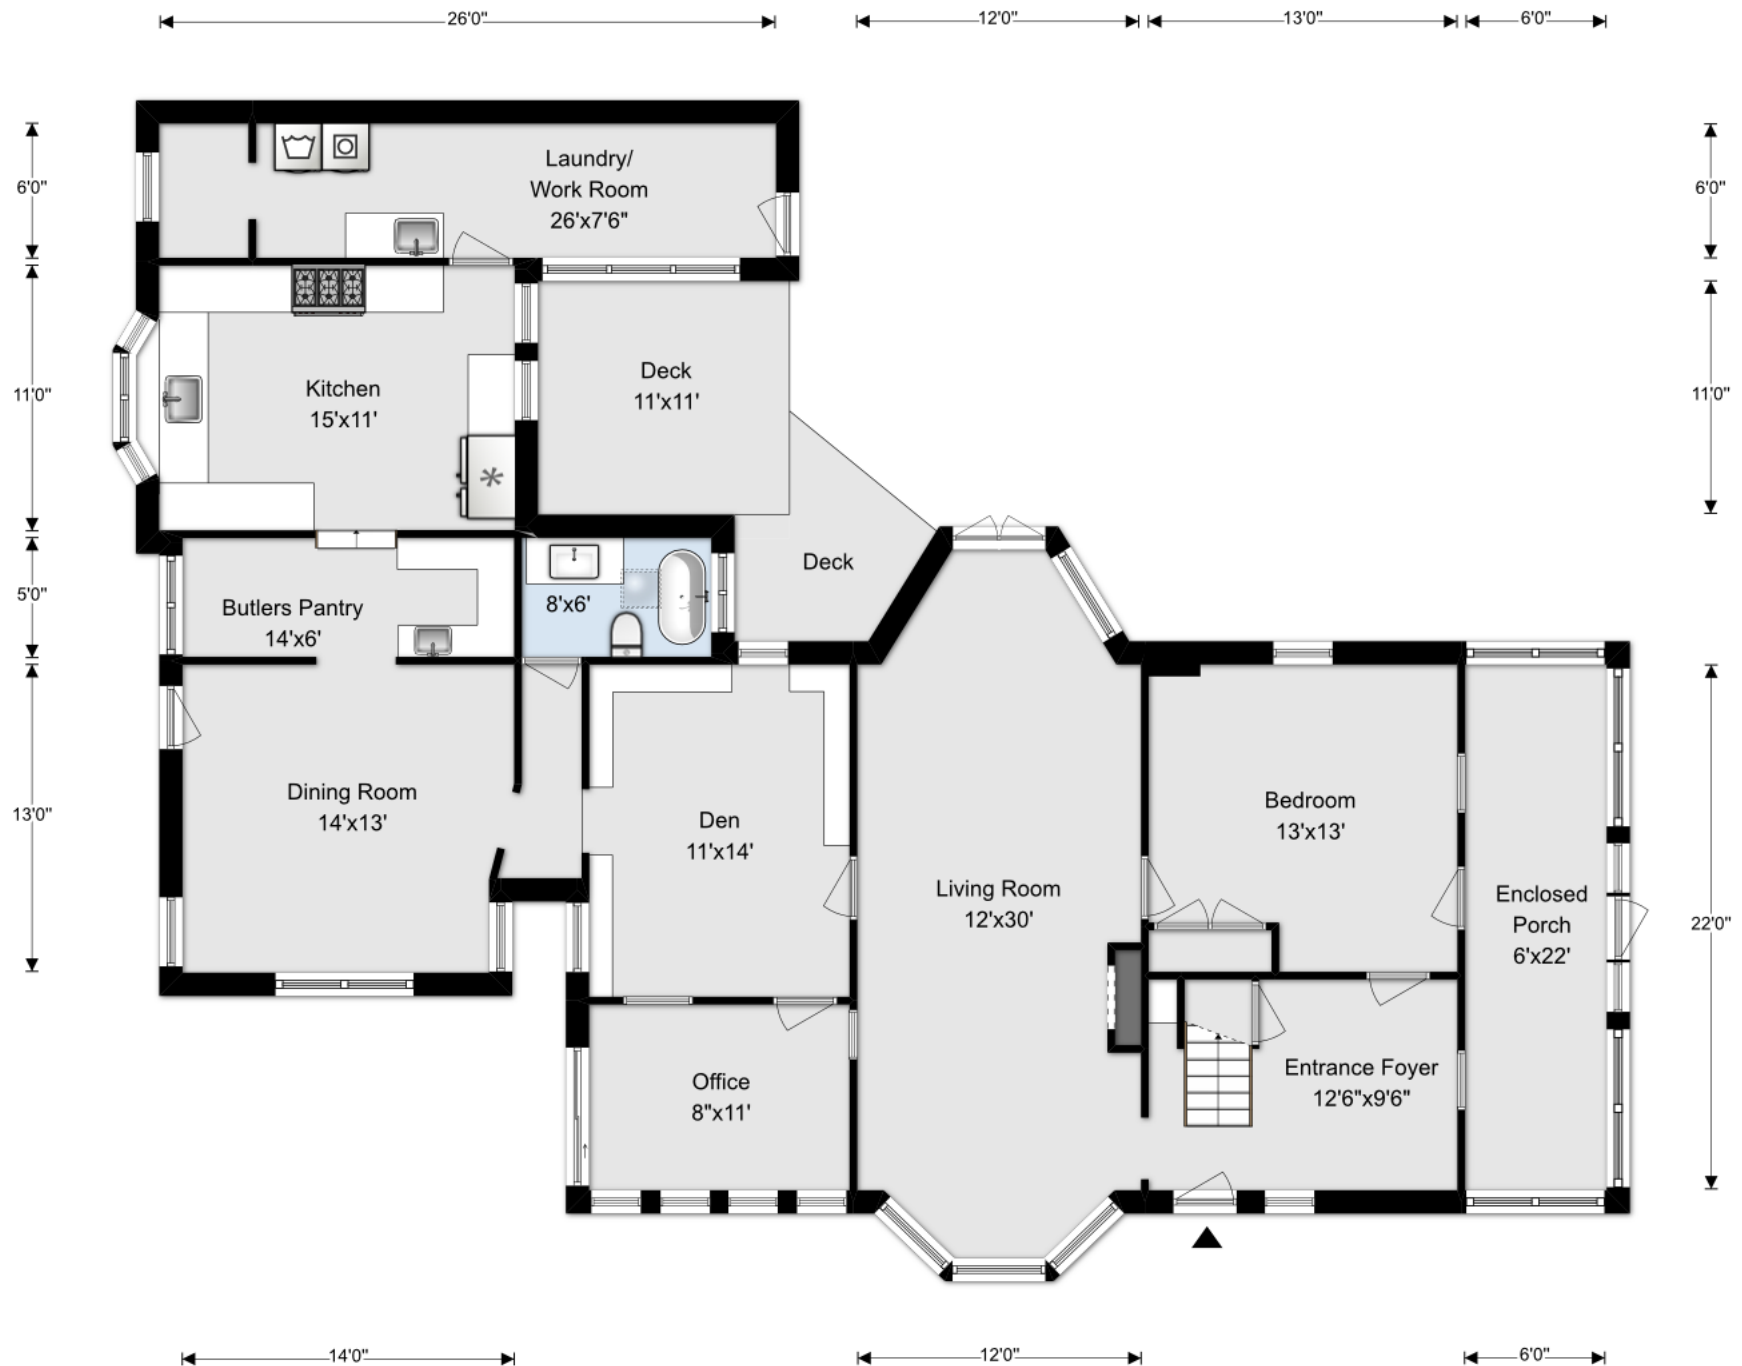 26'0"
12'0"
13'0"
6'0"
6'0"
6'0"
Laundry/
Work Room
26'x7'6"
11'0"
11'0"
Kitchen
15'x11'
Deck
11'x11'
Deck
5'0"
Butlers Pantry
14'x6'
8'x6'
13'0"
Dining Room
14'x13'
Den
11'x14'
Living Room
12'x30'
Bedroom
13'x13'
Enclosed
Porch
6'x22'
22'0"
Office
8"x11'
Entrance Foyer
12'6"x9'6"
14'0"
12'0"
6'0"